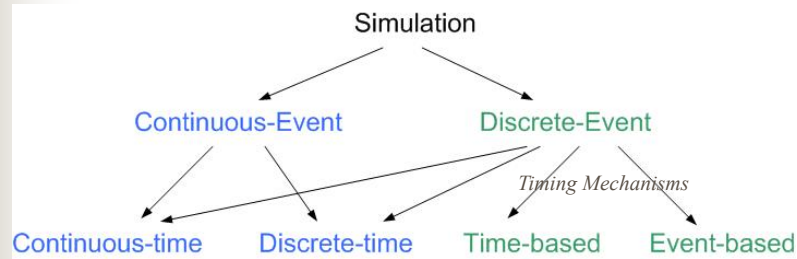 Simulation
Continuous-Event Discrete-Event
Timing Mechanisms
Continuous-time Discrete-time Time-based Event-based